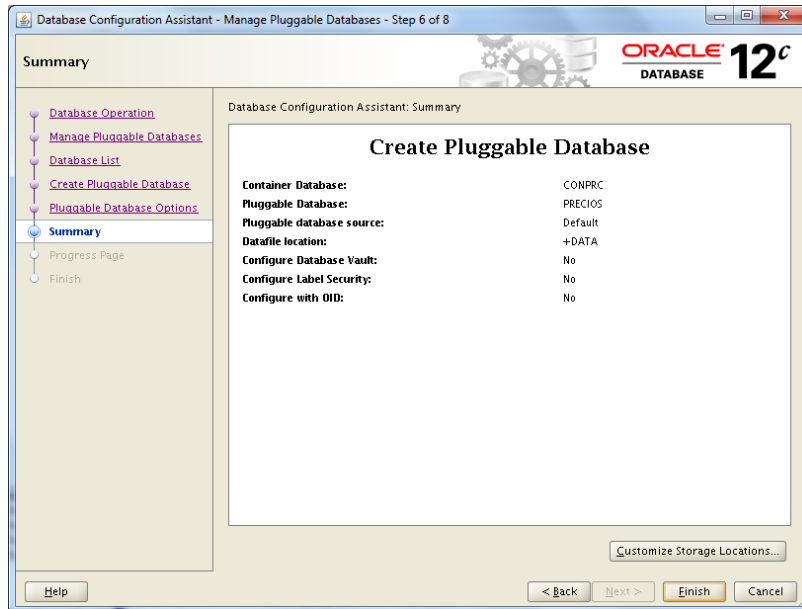 Database Configuration Assistant - Manage Pluggable Databases - Step 6 of 8
Summary
ORACLE
DATABASE
12c
Database Operation
Manage Pluggable Databases
Database List
Create Pluggable Database
Pluggable Database Options
Summary
Progress Page
Finish
Database Configuration Assistant: Summary
Create Pluggable Database
Container Database: CONPRC
Pluggable Database: PRECIOS
Pluggable database source: Default
Datafile location: +DATA
Configure Database Vault: No
Configure Label Security: No
Configure with OID: No
Customize Storage Locations...
Help < Back Next > Finish Cancel